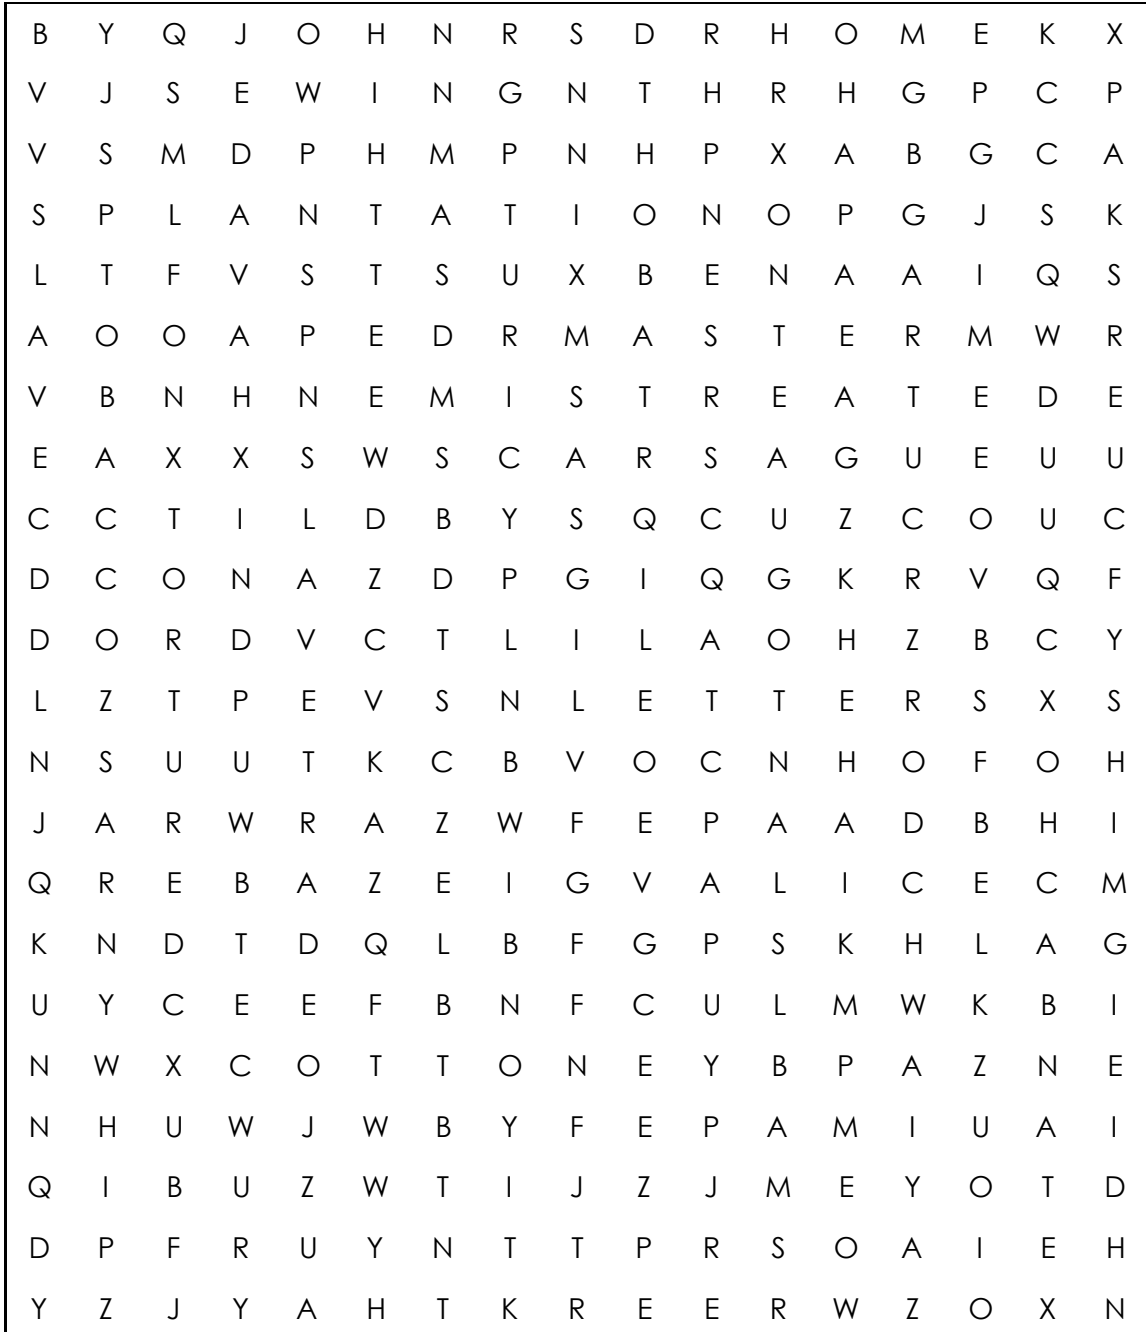 B Y Q J O H N R S D R H O M E K X
V J S E W I N G N T H R H G P C P
V S M D P H M P N H P X A B G C A
S P L A N T A T I O N O P G J S K
L T F V S T S U X B E N A A I Q S
A O O A P E D R M A S T E R M W R
V B N H N E M I S T R E A T E D E
E A X X S W S C A R S A G U E U U
C C T I L D B Y S Q C U Z C O U C
D C O N A Z D P G I Q G K R V Q F
D O R D V C T L I L A O H Z B C Y
L Z T P E V S N L E T T E R S X S
N S U U T K C B V O C N H O F O H
J A R W R A Z W F E P A A D B H I
Q R E B A Z E I G V A L I C E C M
K N D T D Q L B F G P S K H L A G
U Y C E E F B N F C U L M W K B I
N W X C O T T O N E Y B P A Z N E
N H U W J W B Y F E P A M I U A I
Q I B U Z W T I J Z J M E Y O T D
D P F R U Y N T T P R S O A I E H
Y Z J Y A H T K R E E R W Z O X N